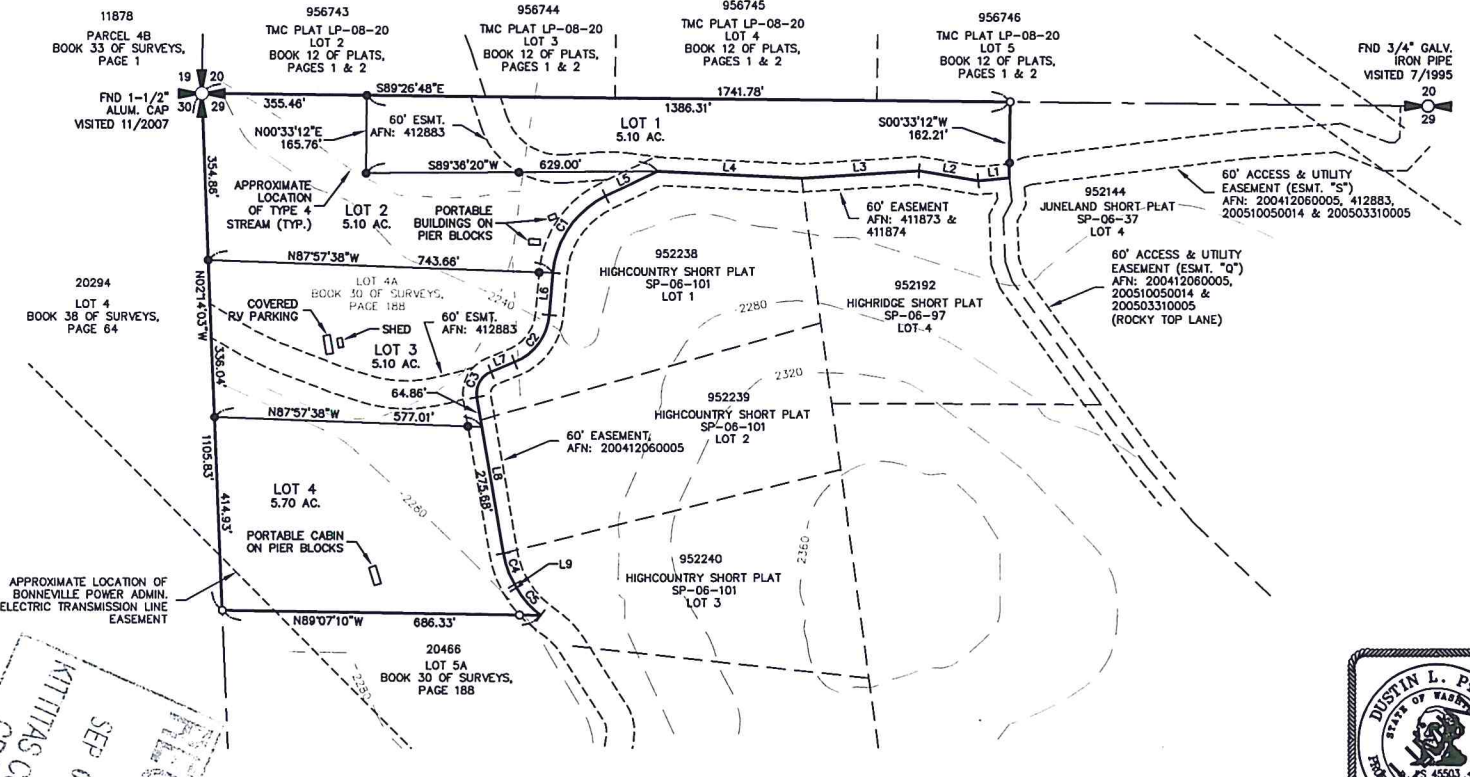 11878
PARCEL 4B
BOOK 33 OF SURVEYS,
PAGE 1
956743
TMC PLAT LP-08-20
LOT 2
BOOK 12 OF PLATS,
PAGES 1 & 2
956744
TMC PLAT LP-08-20
LOT 3
BOOK 12 OF PLATS,
PAGES 1 & 2
956745
TMC PLAT LP-08-20
LOT 4
BOOK 12 OF PLATS,
PAGES 1 & 2
956746
TMC PLAT LP-08-20
LOT 5
BOOK 12 OF PLATS,
PAGES 1 & 2
FND 3/4" GALV.
IRON PIPE
VISITED 7/1995
20
29
19 20
30 29
FND 1-1/2"
ALUM. CAP
VISITED 11/2007
S89°26'48"E
1741.78'
355.46'
1386.31'
N00°33'12"E
165.76'
60' ESMT.
AFN: 412883
LOT 1
5.10 AC.
S00°33'12"W
162.21'
S89°36'20"W
629.00'
L5
L4
L3
L2
L1
354.86'
APPROXIMATE
LOCATION
OF TYPE 4
STREAM (TYP.)
LOT 2
5.10 AC.
PORTABLE
BUILDINGS ON
PIER BLOCKS
C1
60' EASEMENT
AFN: 411873 &
411874
952144
JUNELAND SHORT PLAT
SP-06-37
LOT 4
60' ACCESS & UTILITY
EASEMENT (ESMT. "S")
AFN: 200412060005, 412883,
200510050014 & 200503310005
60' ACCESS & UTILITY
EASEMENT (ESMT. "Q")
AFN: 200412060005,
200510050014 &
200503310005
(ROCKY TOP LANE)
N87°57'38"W
743.66'
952238
HIGHCOUNTRY SHORT PLAT
SP-06-101
LOT 1
952192
HIGHRIDGE SHORT PLAT
SP-06-97
LOT 4
20294
LOT 4
BOOK 38 OF SURVEYS,
PAGE 64
N02°14'03"W
LOT 4A
BOOK 30 OF SURVEYS,
PAGE 188
2240
2280
COVERED
RV PARKING
SHED
60' ESMT.
AFN: 412883
LOT 3
5.10 AC.
L6
C2
L7
C3
336.04'
64.86'
2320
N87°57'38"W
577.01'
952239
HIGHCOUNTRY SHORT PLAT
SP-06-101
LOT 2
60' EASEMENT,
AFN: 200412060005
L8
275.68'
1105.83'
414.93'
LOT 4
5.70 AC.
2280
PORTABLE CABIN
ON PIER BLOCKS
2360
952240
HIGHCOUNTRY SHORT PLAT
SP-06-101
LOT 3
C4
L9
C5
APPROXIMATE LOCATION OF
BONNEVILLE POWER ADMIN.
ELECTRIC TRANSMISSION LINE
EASEMENT
N89°07'10"W
686.33'
20466
LOT 5A
BOOK 30 OF SURVEYS,
PAGE 188
2280
KITTITAS
SEP
DUSTIN L.
STATE OF
45503